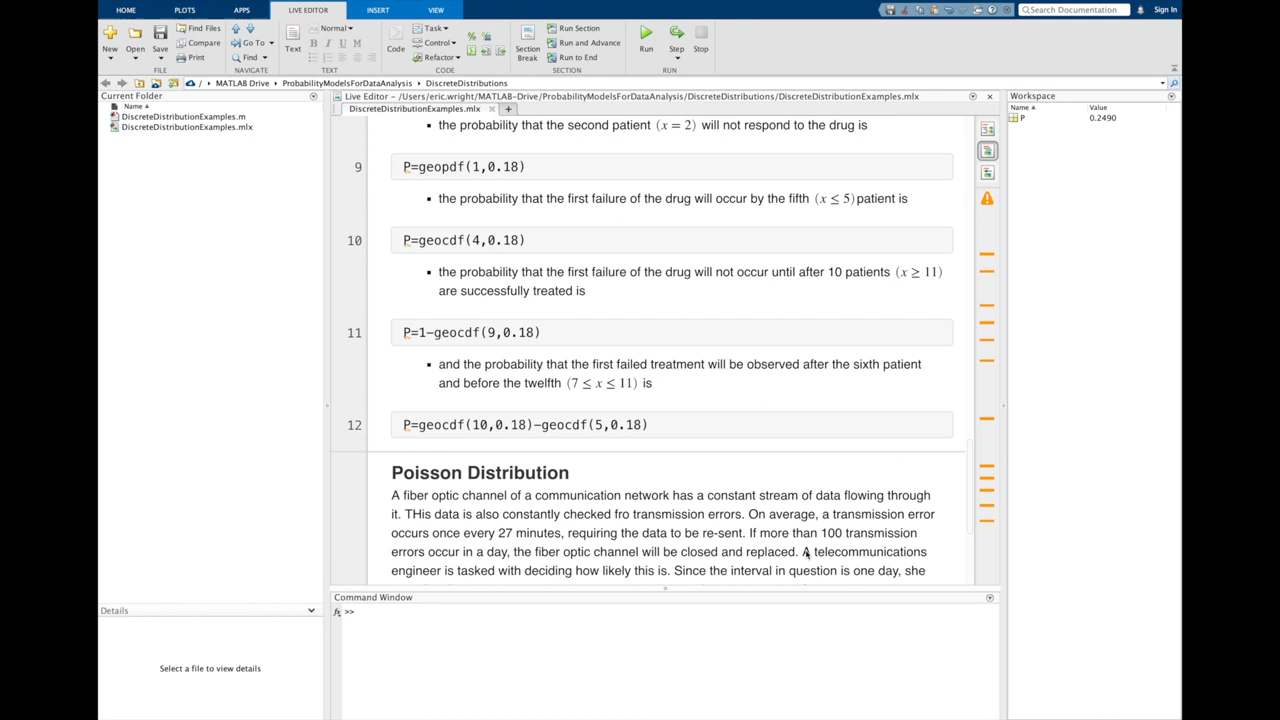 HOME PLOTS APPS LIVE EDITOR INSERT VIEW
Search Documentation Sign In
New Open Save Find Files Compare Print
FILE
Go To Find
NAVIGATE
Text Normal B I U M
TEXT
Code Task Control Refactor
CODE
Section Break Run Section Run and Advance Run to End
SECTION
Run Step Stop
RUN
/ MATLAB Drive ProbabilityModelsForDataAnalysis DiscreteDistributions
Current Folder
Name
DiscreteDistributionExamples.m
DiscreteDistributionExamples.mlx
Details
Select a file to view details
Live Editor – /Users/eric.wright/MATLAB-Drive/ProbabilityModelsForDataAnalysis/DiscreteDistributions/DiscreteDistributionExamples.mlx
DiscreteDistributionExamples.mlx
▪ the probability that the second patient (x = 2) will not respond to the drug is
9 P=geopdf(1,0.18)
▪ the probability that the first failure of the drug will occur by the fifth (x ≤ 5) patient is
10 P=geocdf(4,0.18)
▪ the probability that the first failure of the drug will not occur until after 10 patients (x ≥ 11)
are successfully treated is
11 P=1-geocdf(9,0.18)
▪ and the probability that the first failed treatment will be observed after the sixth patient
and before the twelfth (7 ≤ x ≤ 11) is
12 P=geocdf(10,0.18)-geocdf(5,0.18)
Poisson Distribution
A fiber optic channel of a communication network has a constant stream of data flowing through
it. THis data is also constantly checked fro transmission errors. On average, a transmission error
occurs once every 27 minutes, requiring the data to be re-sent. If more than 100 transmission
errors occur in a day, the fiber optic channel will be closed and replaced. A telecommunications
engineer is tasked with deciding how likely this is. Since the interval in question is one day, she
Command Window
fx >>
Workspace
Name Value
P 0.2490